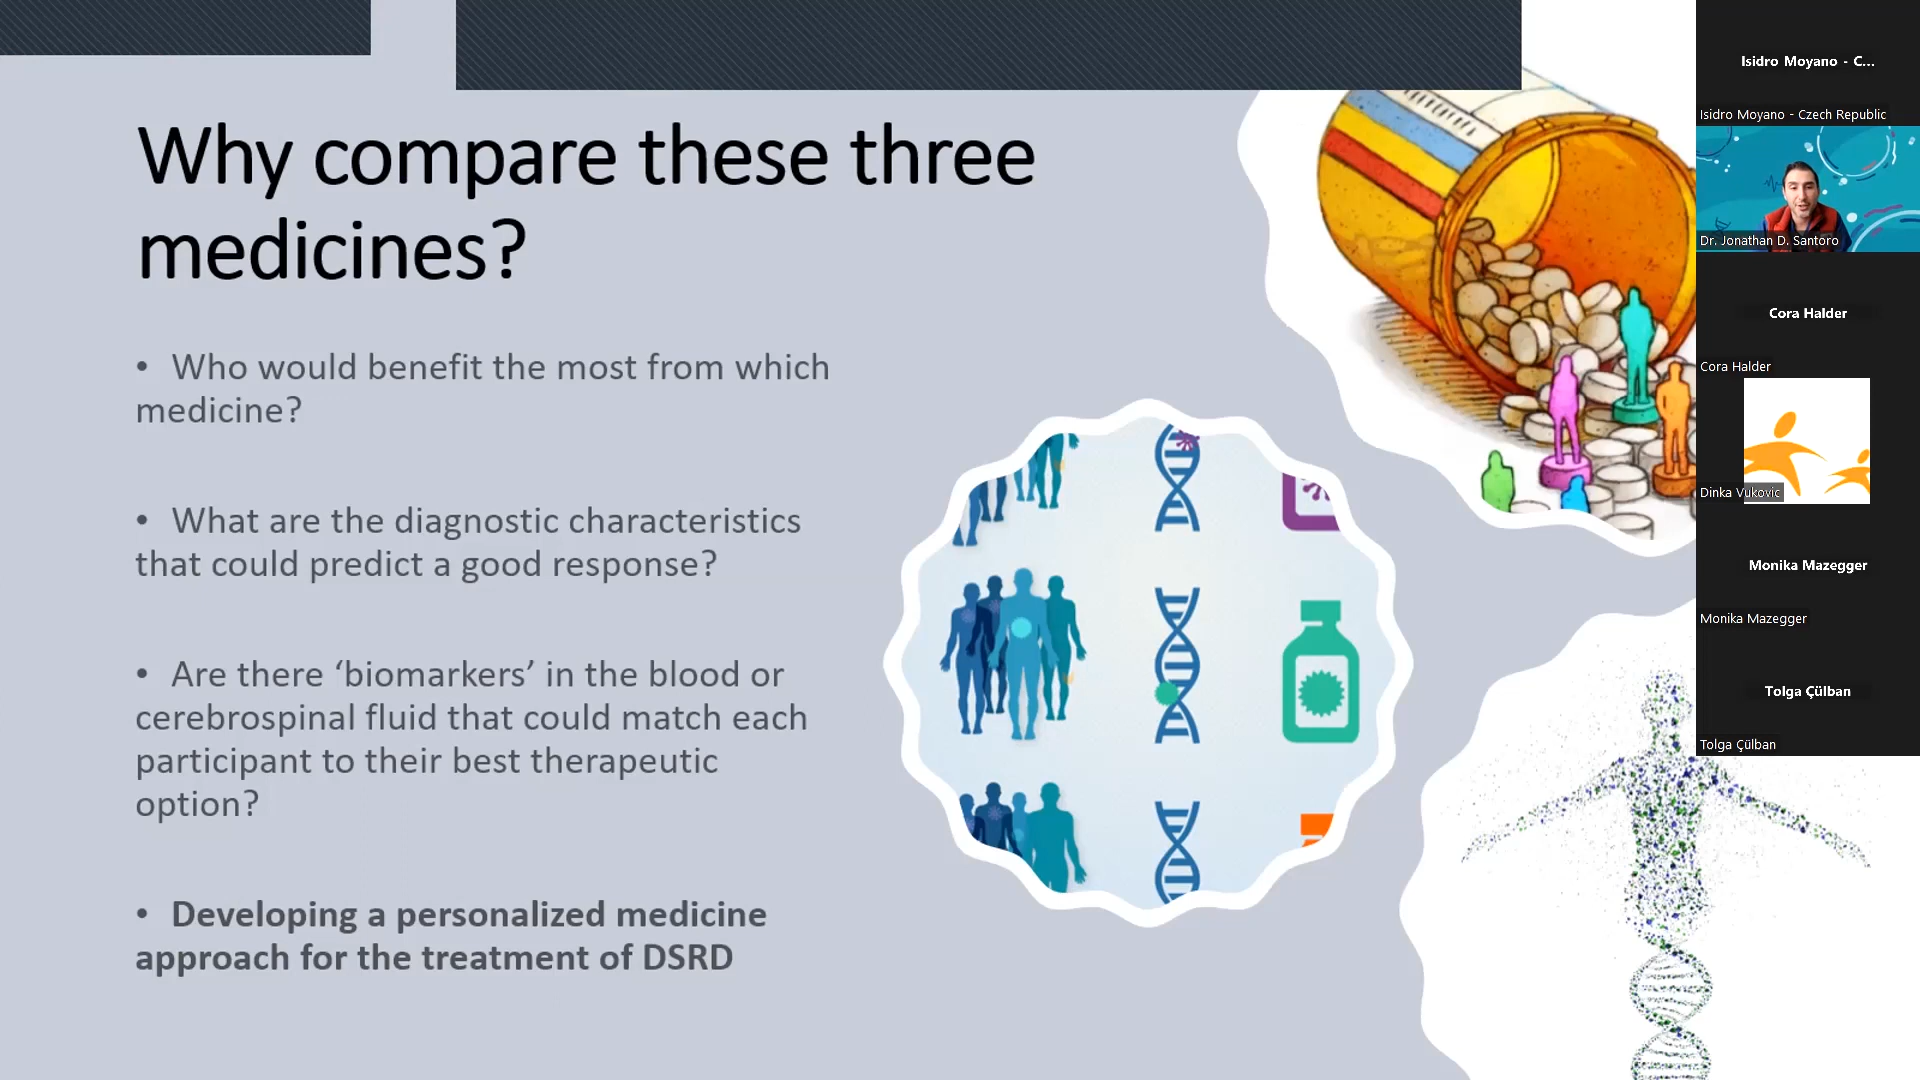 Why compare these three
medicines?
• Who would benefit the most from which
medicine?
• What are the diagnostic characteristics
that could predict a good response?
• Are there ‘biomarkers’ in the blood or
cerebrospinal fluid that could match each
participant to their best therapeutic
option?
• Developing a personalized medicine
approach for the treatment of DSRD
Isidro Moyano - C...
Isidro Moyano - Czech Republic
Dr. Jonathan D. Santoro
Cora Halder
Cora Halder
Dinka Vukovic
Monika Mazegger
Monika Mazegger
Tolga Çülban
Tolga Çülban